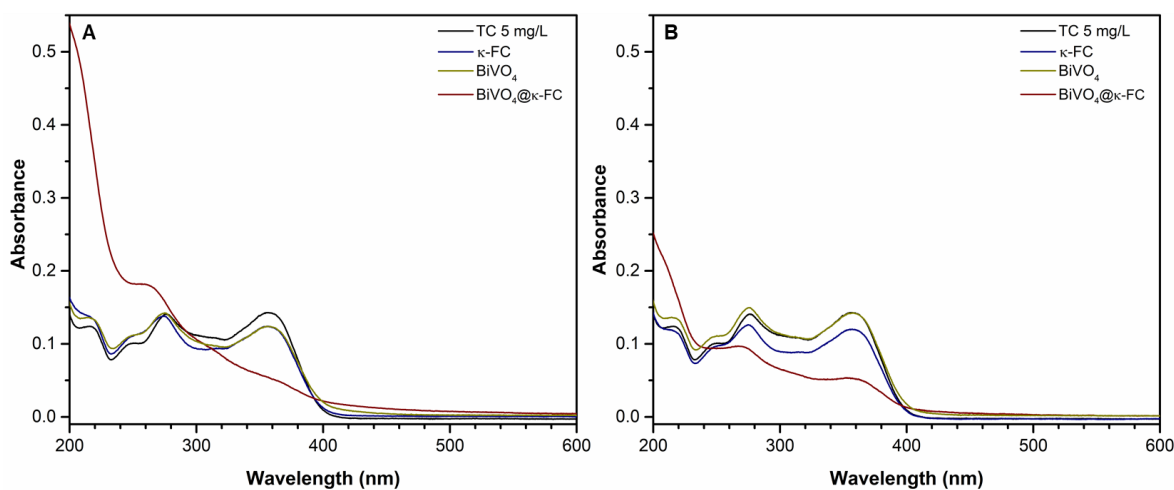 A
TC 5 mg/L
κ-FC
BiVO₄
BiVO₄@κ-FC
0.5
0.4
0.3
0.2
0.1
0.0
Absorbance
200 300 400 500 600
Wavelength (nm)
B
TC 5 mg/L
κ-FC
BiVO₄
BiVO₄@κ-FC
0.5
0.4
0.3
0.2
0.1
0.0
Absorbance
200 300 400 500 600
Wavelength (nm)